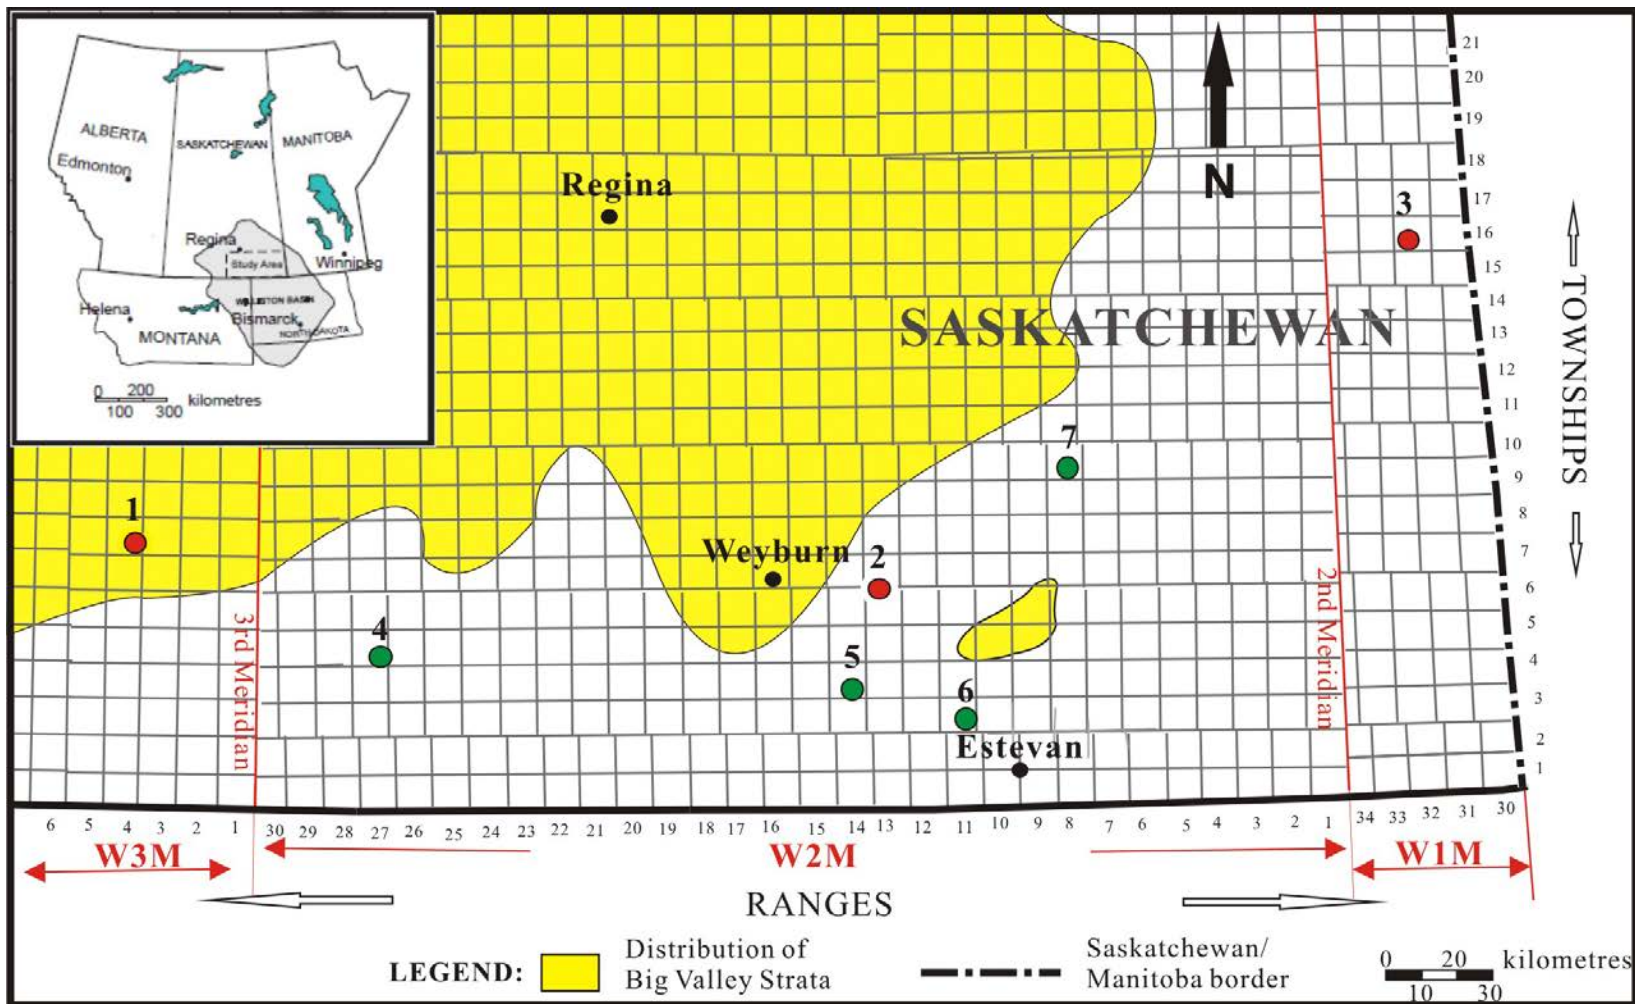 ALBERTA
SASKATCHEWAN
MANITOBA
Edmonton
Regina
Study Area
Winnipeg
Helena
WILLISTON BASIN
Bismarck
NORTH DAKOTA
MONTANA
0 200
100 300
kilometres
Regina
N
SASKATCHEWAN
Weyburn
Estevan
1
2
3
4
5
6
7
3rd Meridian
2nd Meridian
21
20
19
18
17
16
15
14
13
12
11
10
9
8
7
6
5
4
3
2
1
TOWNSHIPS
6 5 4 3 2 1 30 29 28 27 26 25 24 23 22 21 20 19 18 17 16 15 14 13 12 11 10 9 8 7 6 5 4 3 2 1 34 33 32 31 30
W3M W2M W1M
RANGES
LEGEND:
Distribution of
Big Valley Strata
Saskatchewan/
Manitoba border
0 20 kilometres
10 30